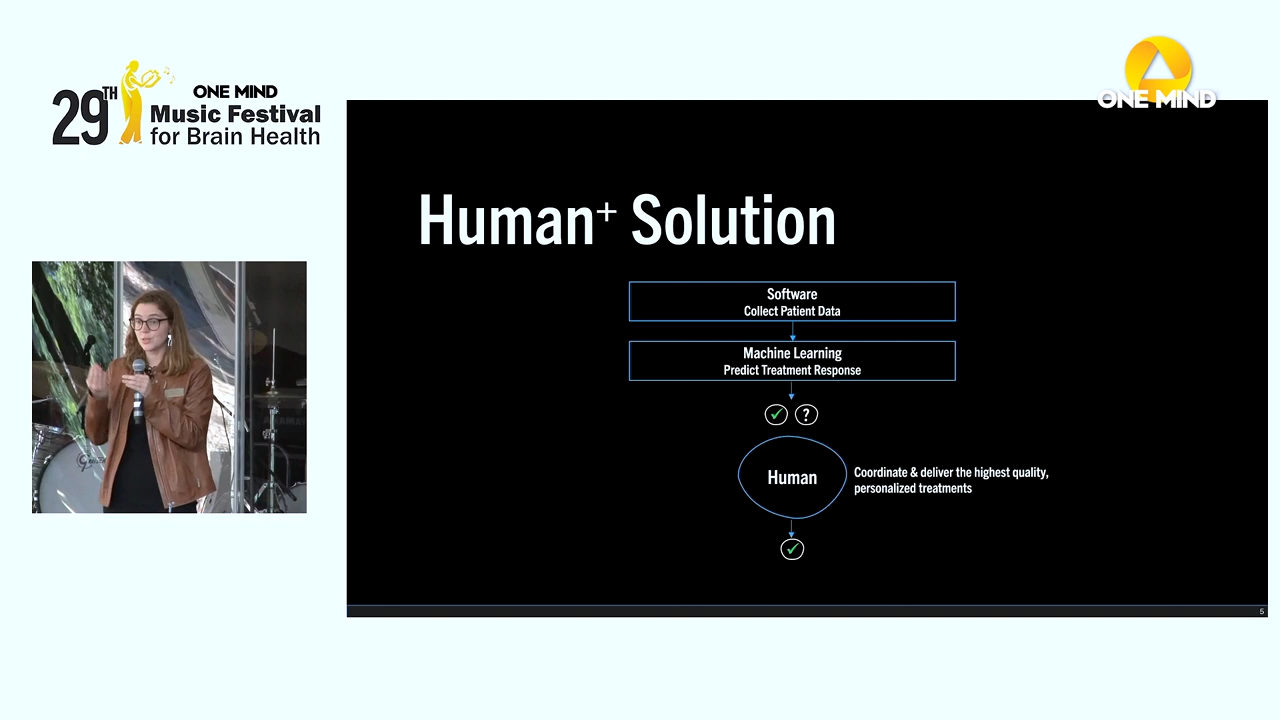 29TH
ONE MIND
Music Festival
for Brain Health
ONE MIND
Human+ Solution
Software
Collect Patient Data
Machine Learning
Predict Treatment Response
?
Human
Coordinate & deliver the highest quality,
personalized treatments
5